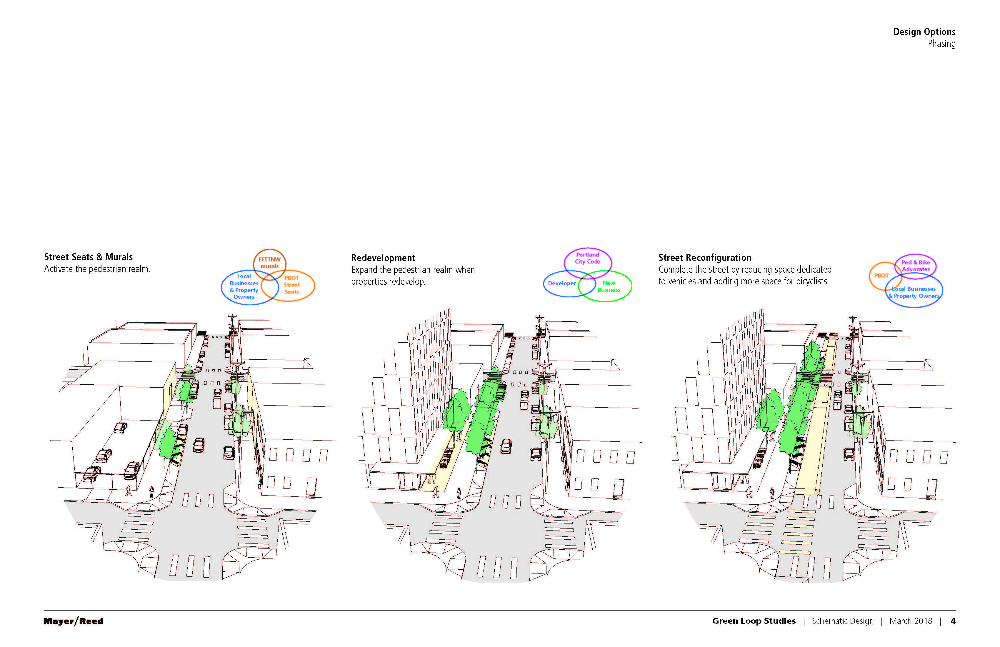 Design Options
Phasing
Street Seats & Murals
Activate the pedestrian realm.
FFTTNW
murals
Local
Businesses
& Property
Owners
PBOT
Street
Seats
Redevelopment
Expand the pedestrian realm when
properties redevelop.
Portland
City Code
Developer
New
Business
Street Reconfiguration
Complete the street by reducing space dedicated
to vehicles and adding more space for bicyclists.
Ped & Bike
Advocates
PBOT
Local Businesses
& Property Owners
Mayer/Reed
Green Loop Studies | Schematic Design | March 2018 | 4